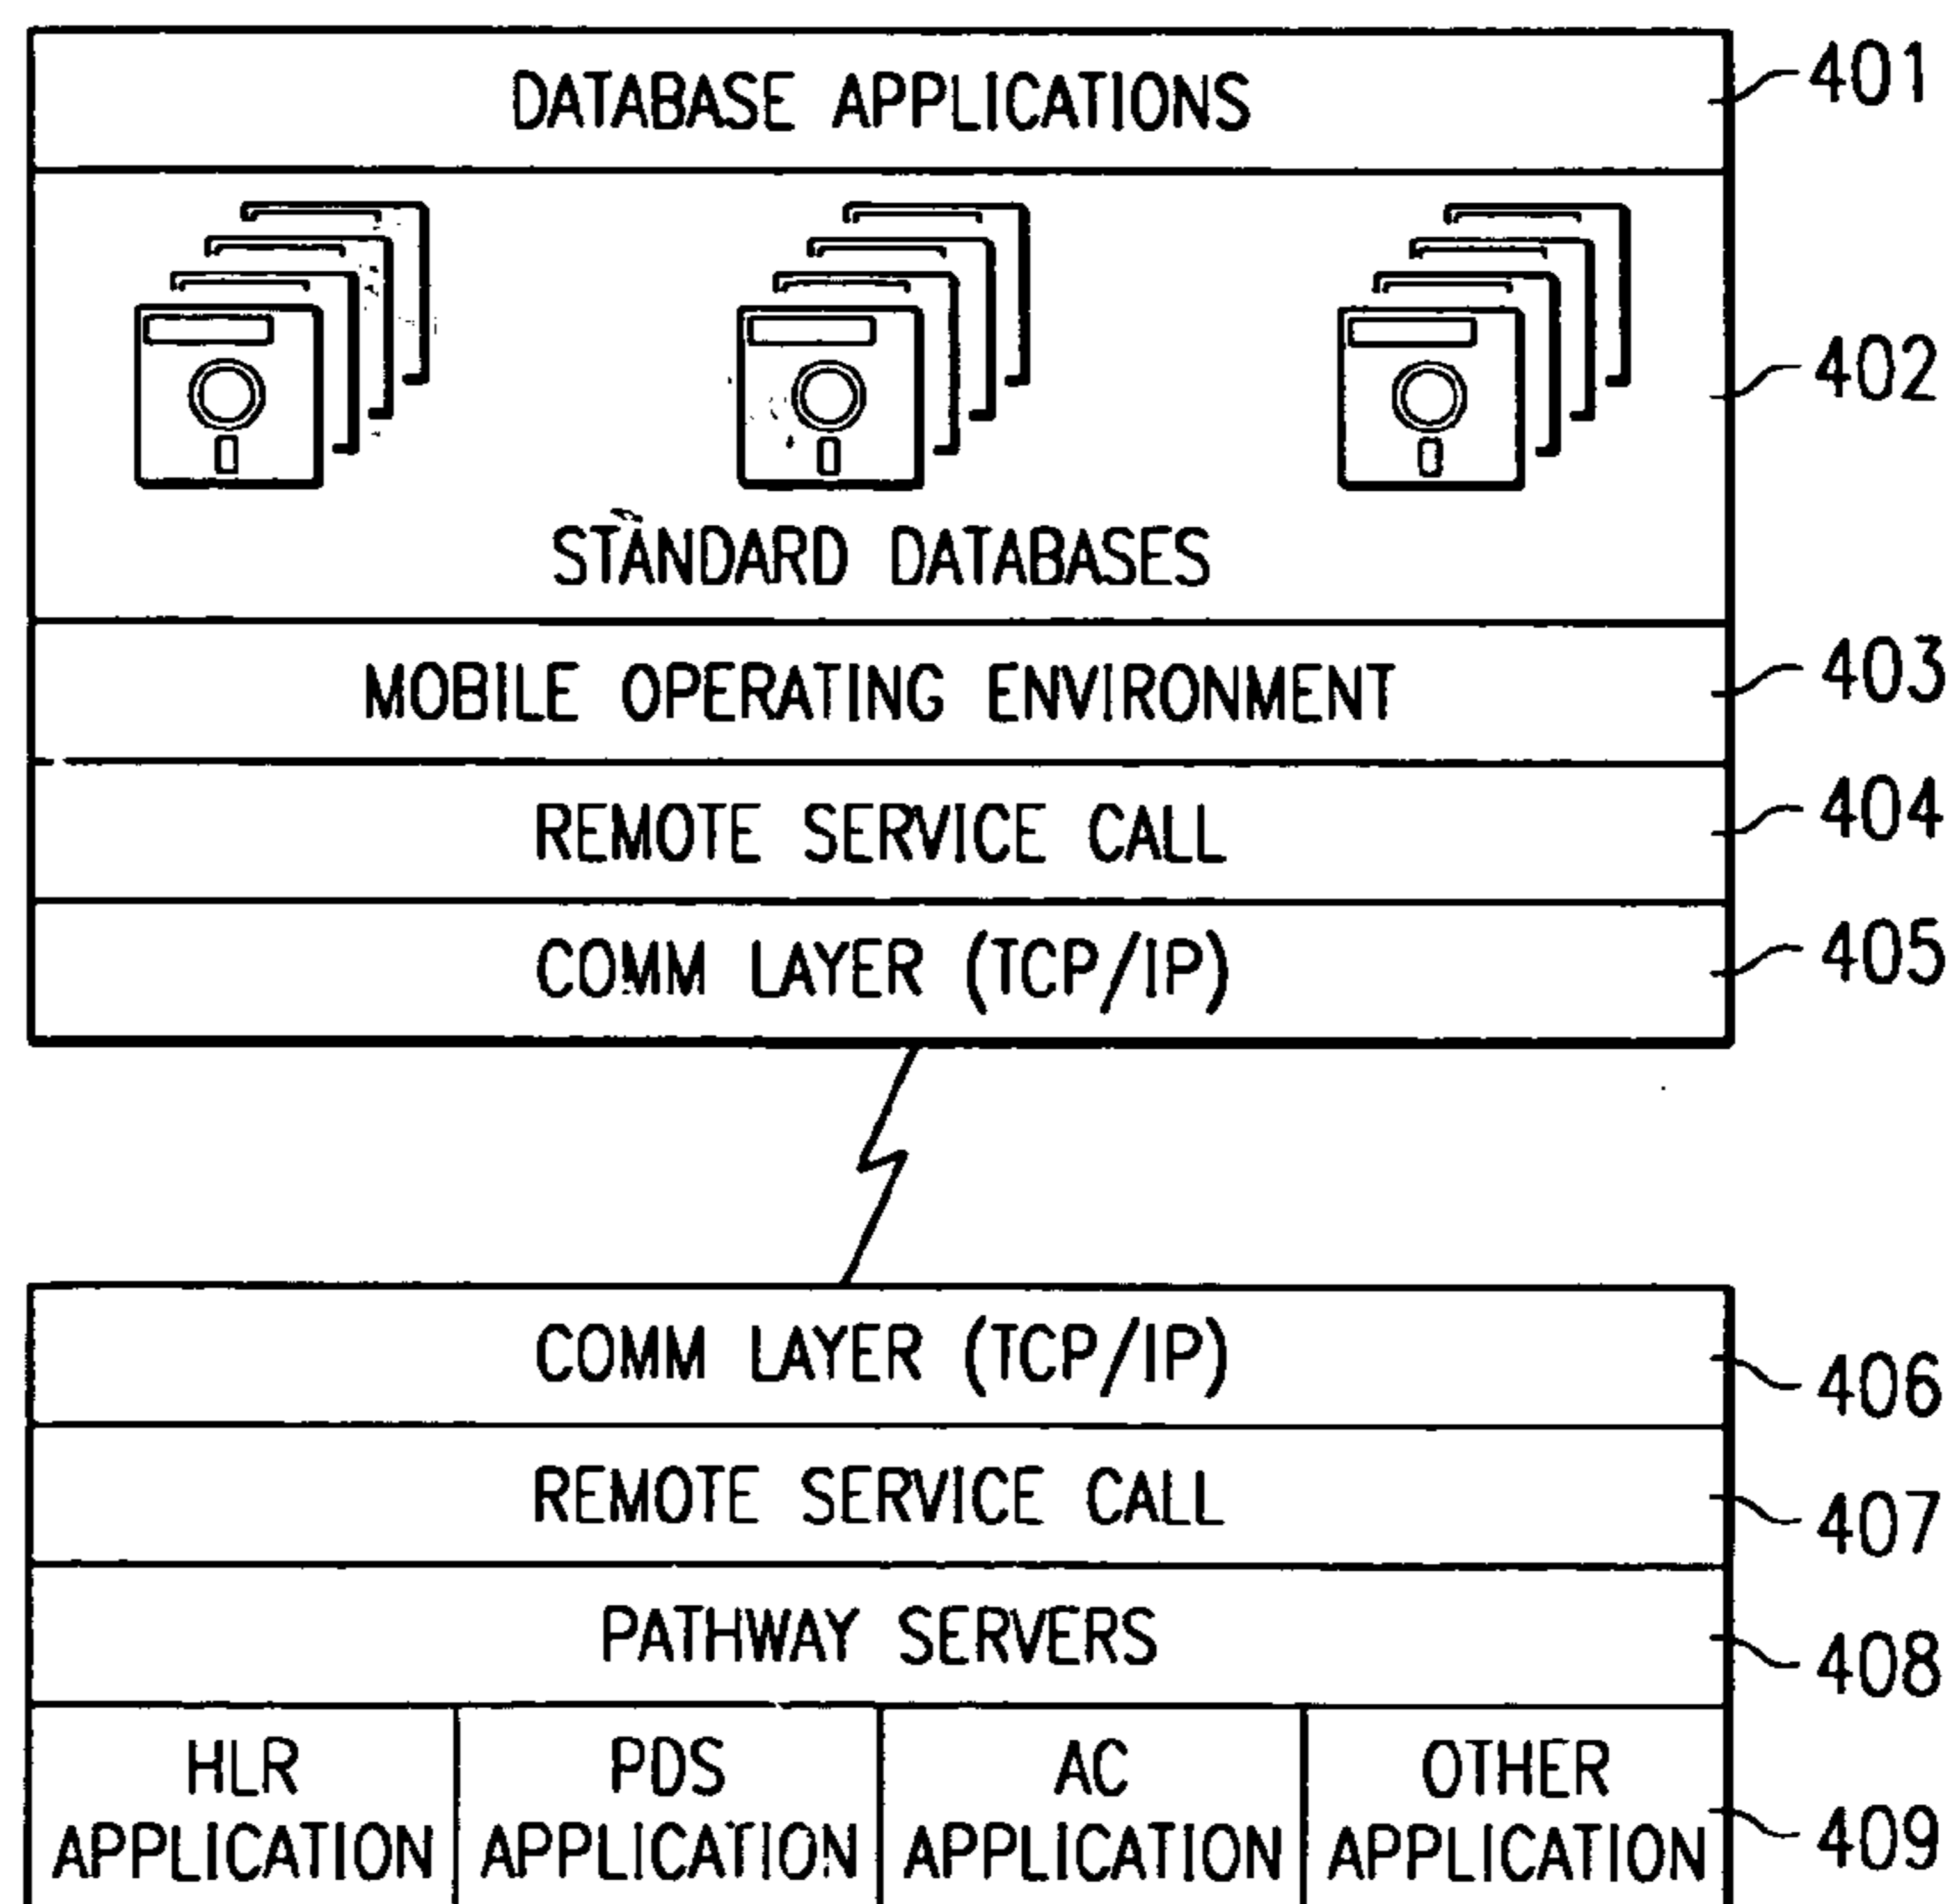 DATABASE APPLICATIONS
401
402
STANDARD DATABASES
MOBILE OPERATING ENVIRONMENT
403
REMOTE SERVICE CALL
404
COMM LAYER (TCP/IP)
405
COMM LAYER (TCP/IP)
406
REMOTE SERVICE CALL
407
PATHWAY SERVERS
408
HLR
APPLICATION
PDS
APPLICATION
AC
APPLICATION
OTHER
APPLICATION
409